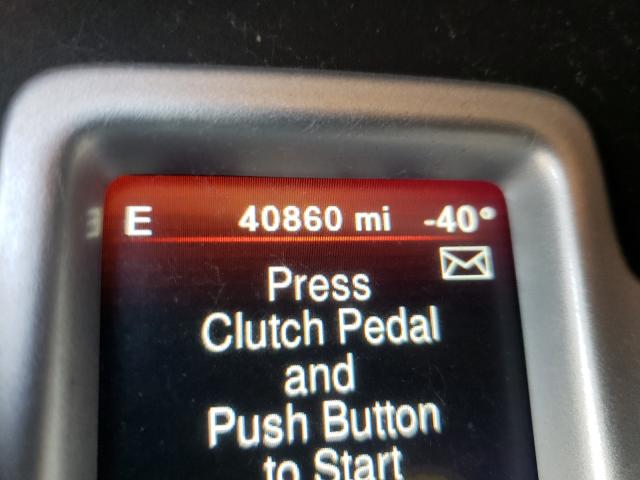 E 40860 mi -40°
Press
Clutch Pedal
and
Push Button
to Start